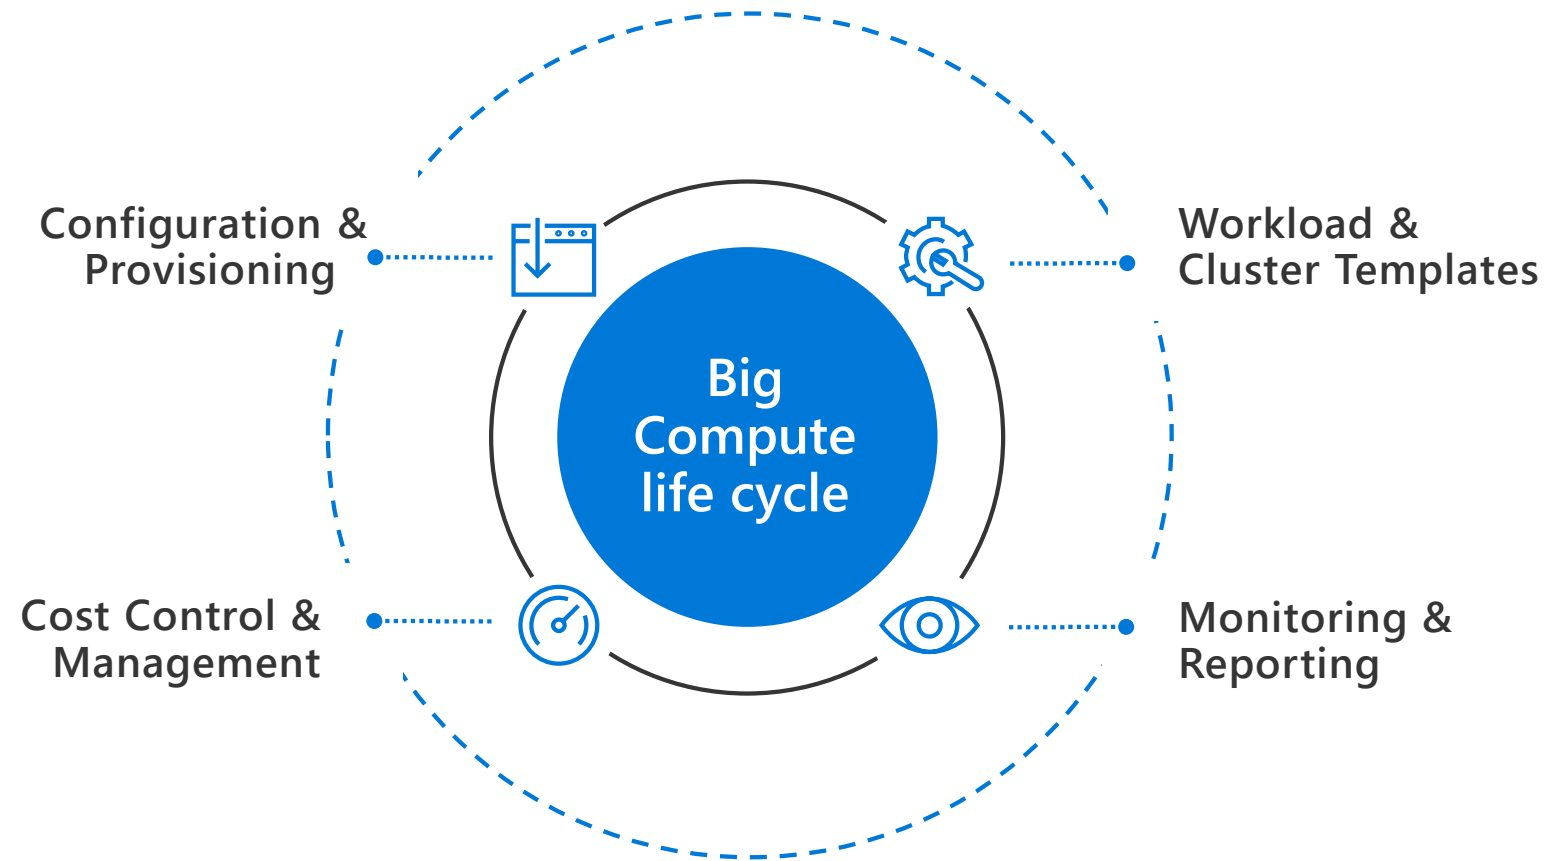 Configuration &
Provisioning
Workload &
Cluster Templates
Big
Compute
life cycle
Cost Control &
Management
Monitoring &
Reporting